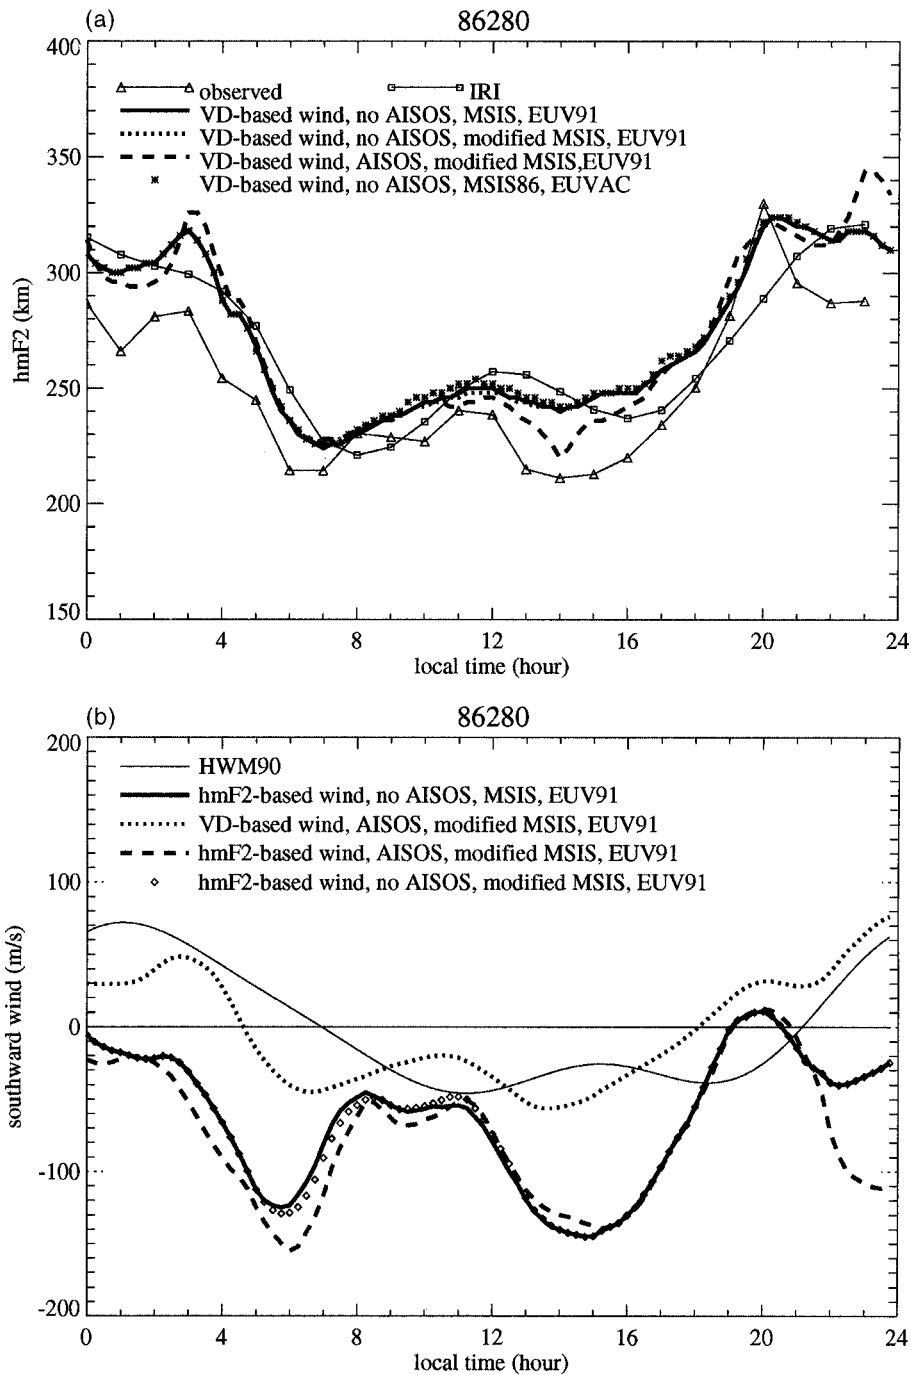 (a) 86280
400
observed IRI
VD-based wind, no AISOS, MSIS, EUV91
VD-based wind, no AISOS, modified MSIS, EUV91
350
VD-based wind, AISOS, modified MSIS,EUV91
VD-based wind, no AISOS, MSIS86, EUVAC
300
hmF2 (km)
250
200
150
0 4 8 12 16 20 24
local time (hour)
(b) 86280
200
HWM90
hmF2-based wind, no AISOS, MSIS, EUV91
VD-based wind, AISOS, modified MSIS, EUV91
hmF2-based wind, AISOS, modified MSIS, EUV91
100
hmF2-based wind, no AISOS, modified MSIS, EUV91
southward wind (m/s)
0
-100
-200
0 4 8 12 16 20 24
local time (hour)